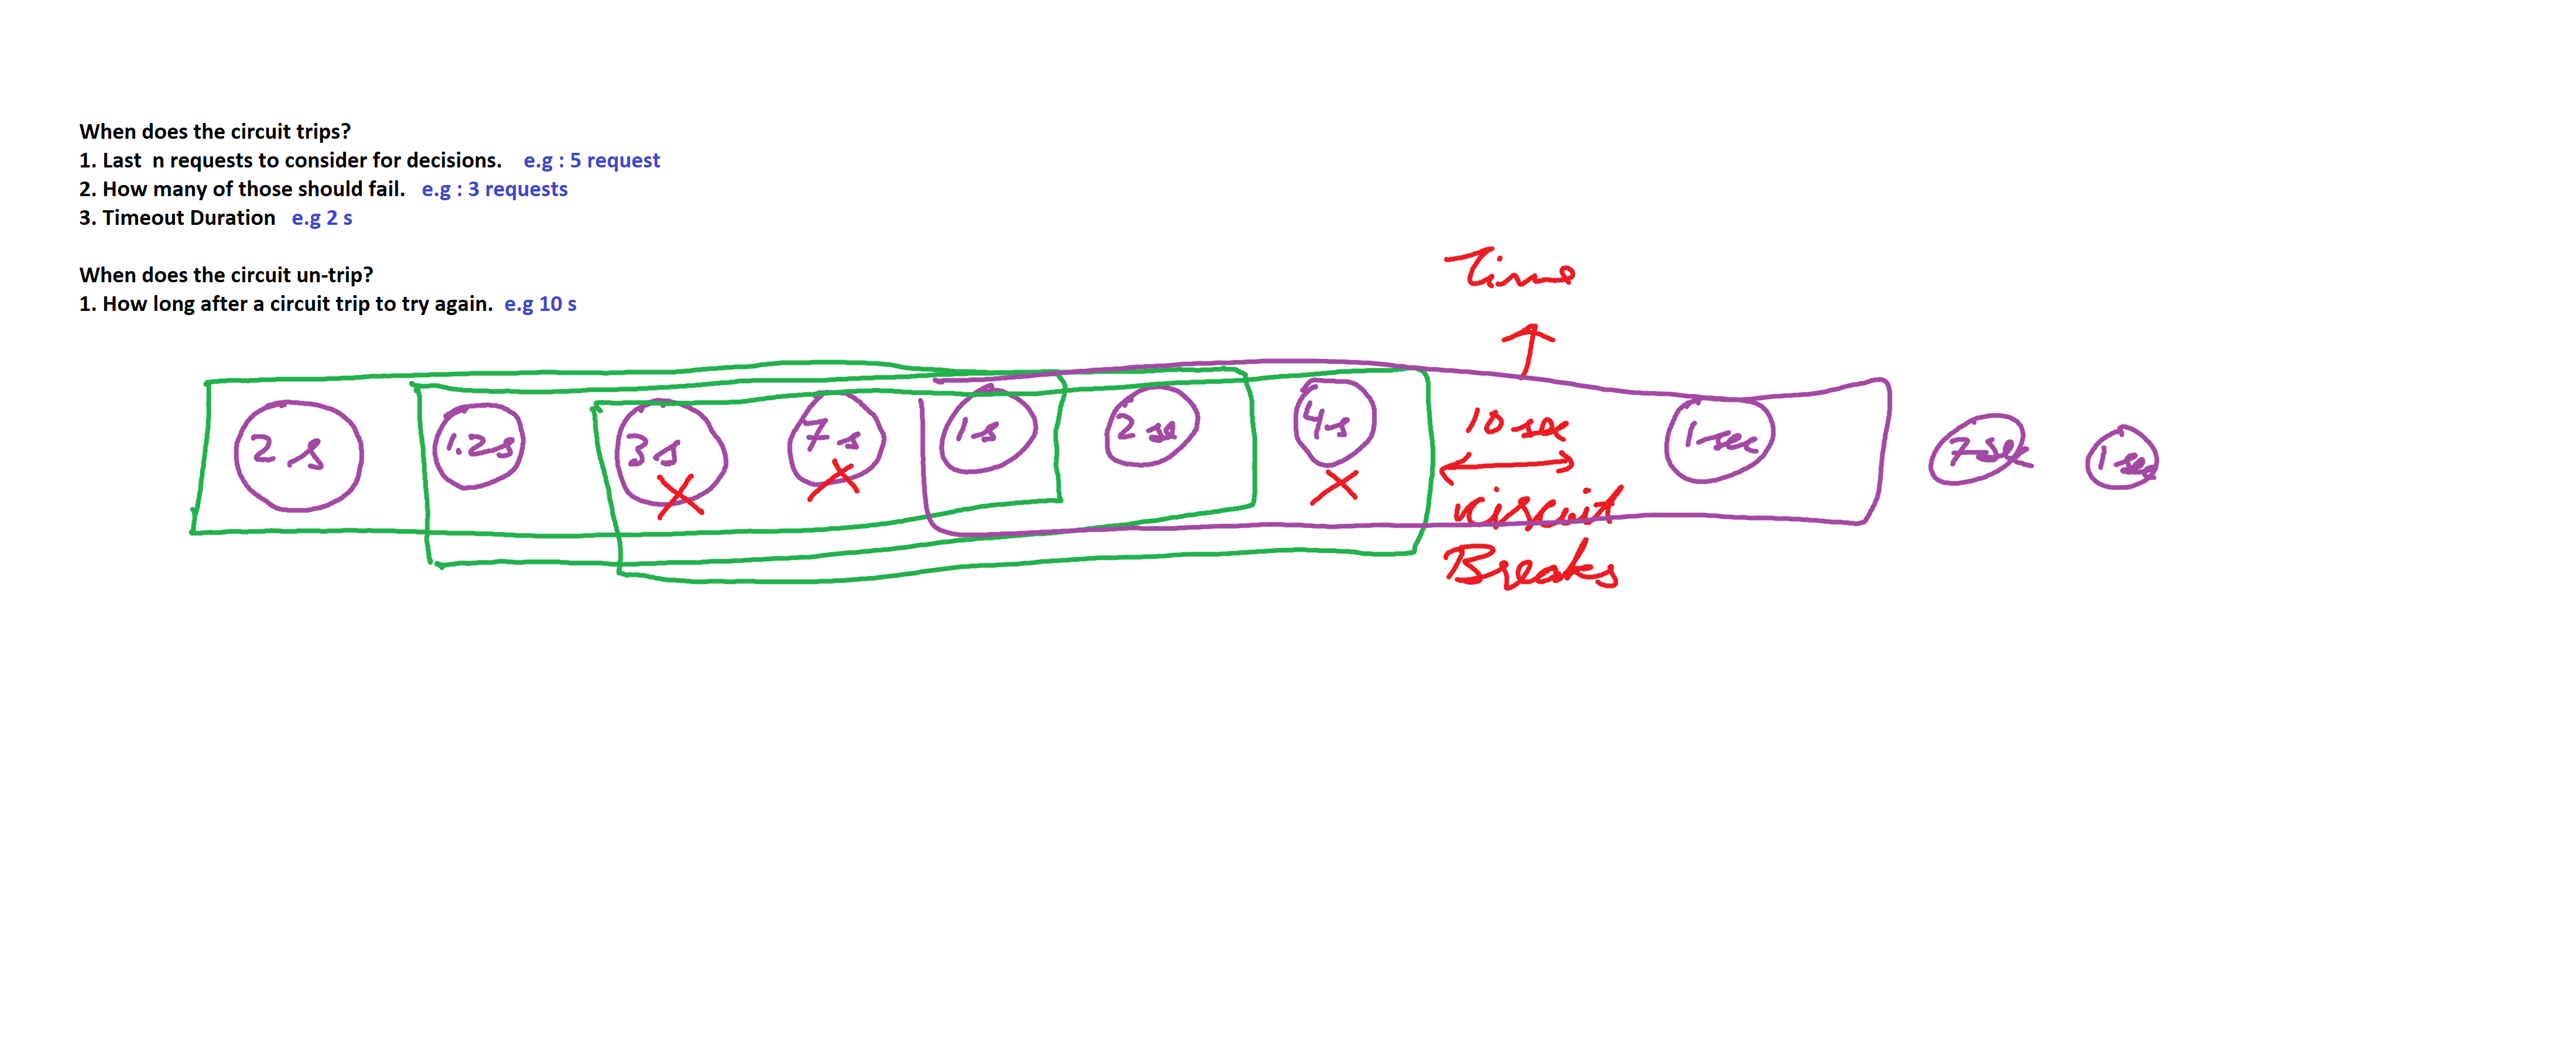 When does the circuit trips?
1. Last n requests to consider for decisions. e.g : 5 request
2. How many of those should fail. e.g : 3 requests
3. Timeout Duration e.g 2 s
When does the circuit un-trip?
1. How long after a circuit trip to try again. e.g 10 s
Time
2s 1.2s 3s 7s 1s 2s 4s 10 sec 1 sec 7 sec 1 sec
Circuit
Breaks